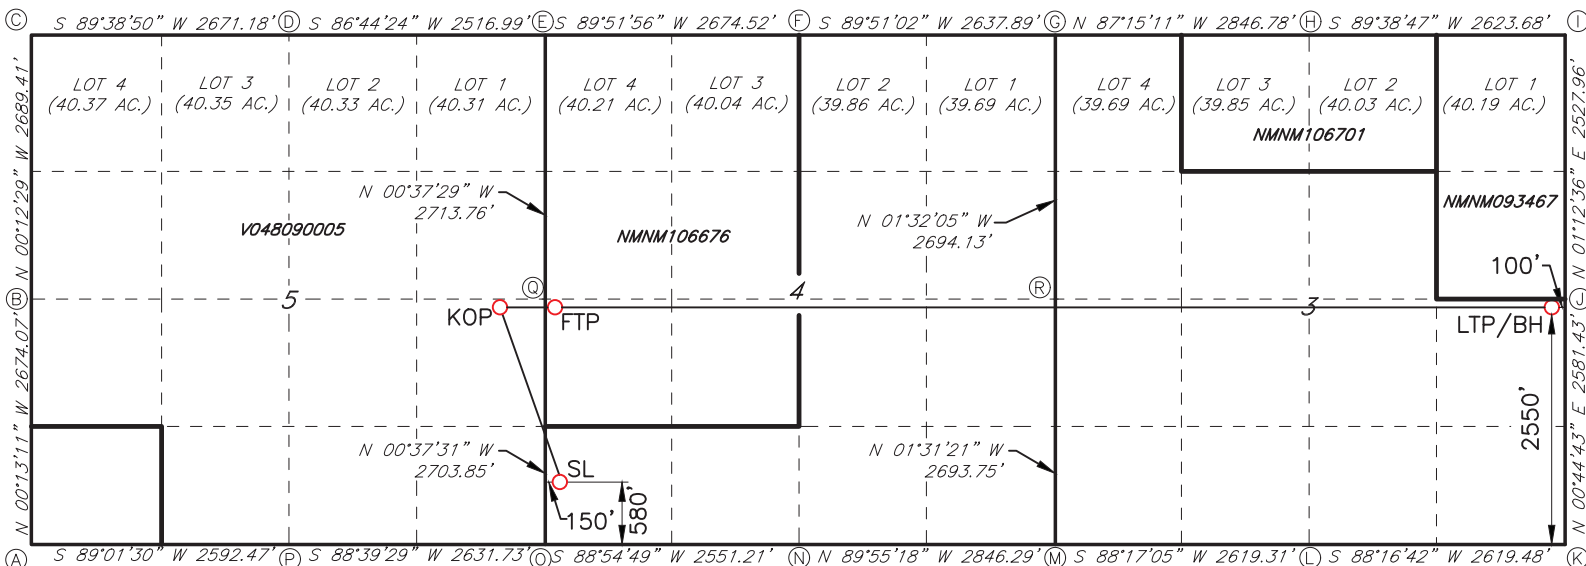 C S 89°38'50" W 2671.18' D S 86°44'24" W 2516.99' E S 89°51'56" W 2674.52' F S 89°51'02" W 2637.89' G N 87°15'11" W 2846.78' H S 89°38'47" W 2623.68' I
LOT 4 LOT 3 LOT 2 LOT 1 LOT 4 LOT 3 LOT 2 LOT 1 LOT 4 LOT 3 LOT 2 LOT 1
(40.37 AC.) (40.35 AC.) (40.33 AC.) (40.31 AC.) (40.21 AC.) (40.04 AC.) (39.86 AC.) (39.69 AC.) (39.69 AC.) (39.85 AC.) (40.03 AC.) (40.19 AC.)
NMNM106701
N 00°12'29" W 2689.41'
N 01°12'36" E 2527.96'
N 00°37'29" W
2713.76'
NMNM093467
V048090005
NMNM106676
N 01°32'05" W
2694.13'
100'
B 5 Q 4 R 3 J
KOP FTP LTP/BH
N 00°13'11" W 2674.07'
N 00°44'43" E 2581.43'
2550'
N 00°37'31" W
2703.85'
N 01°31'21" W
2693.75'
SL
150'
580'
A S 89°01'30" W 2592.47' P S 88°39'29" W 2631.73' O S 88°54'49" W 2551.21' N N 89°55'18" W 2846.29' M S 88°17'05" W 2619.31' L S 88°16'42" W 2619.48' K